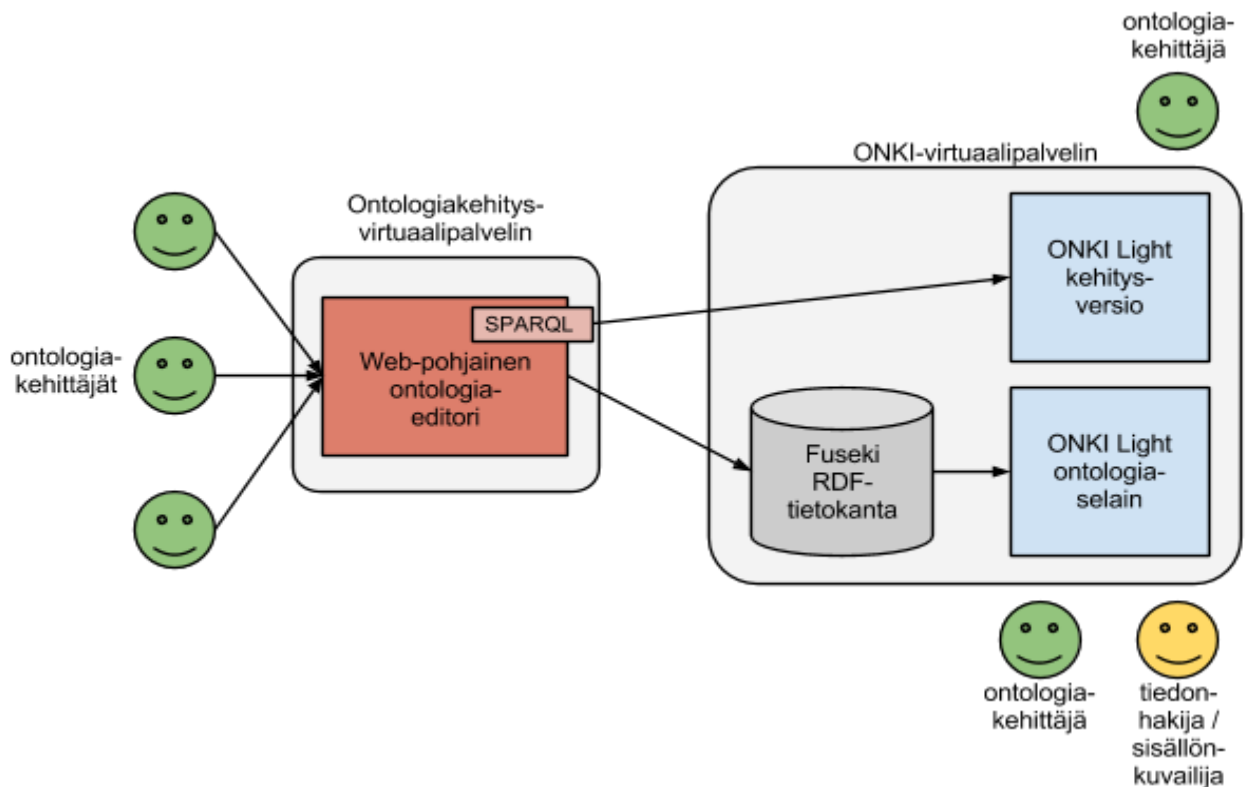 ontologia-
kehittäjä
ONKI-virtuaalipalvelin
Ontologiakehitys-
virtuaalipalvelin
ONKI Light
kehitys-
versio
SPARQL
Web-pohjainen
ontologia-
editori
ontologia-
kehittäjät
Fuseki
RDF-
tietokanta
ONKI Light
ontologia-
selain
ontologia-
kehittäjä
tiedon-
hakija /
sisällön-
kuvailija